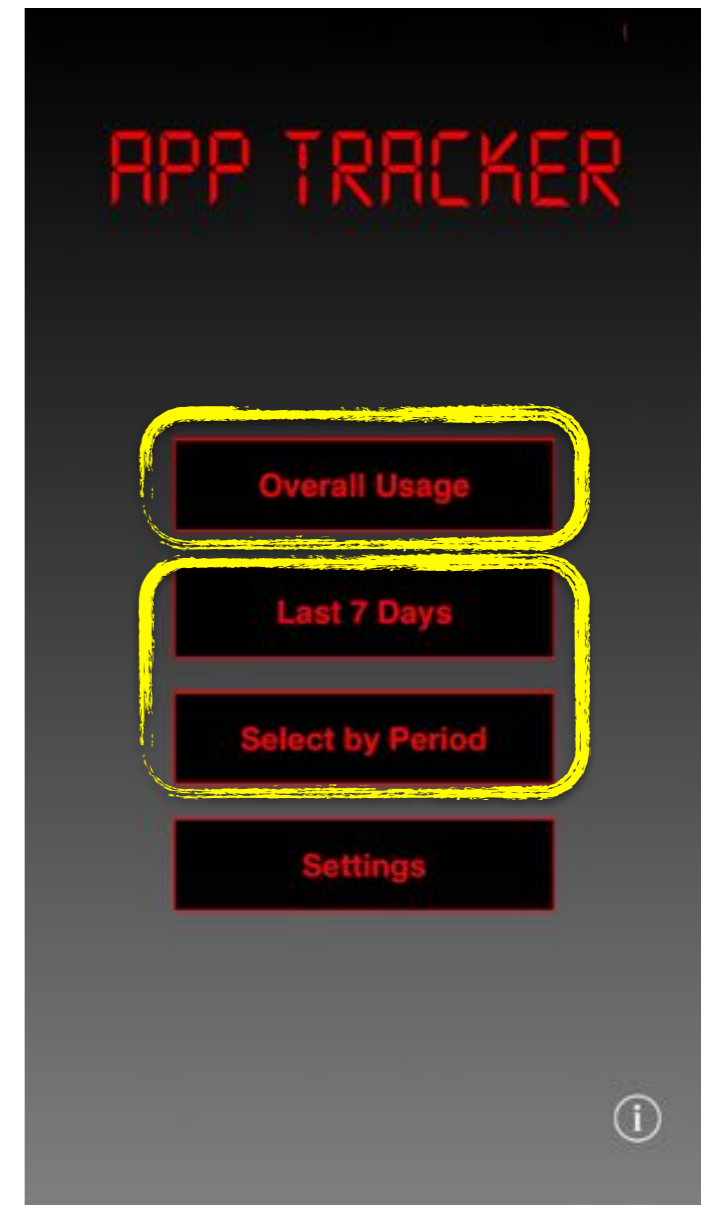 APP TRACKER
Overall Usage
Last 7 Days
Select by Period
Settings
i